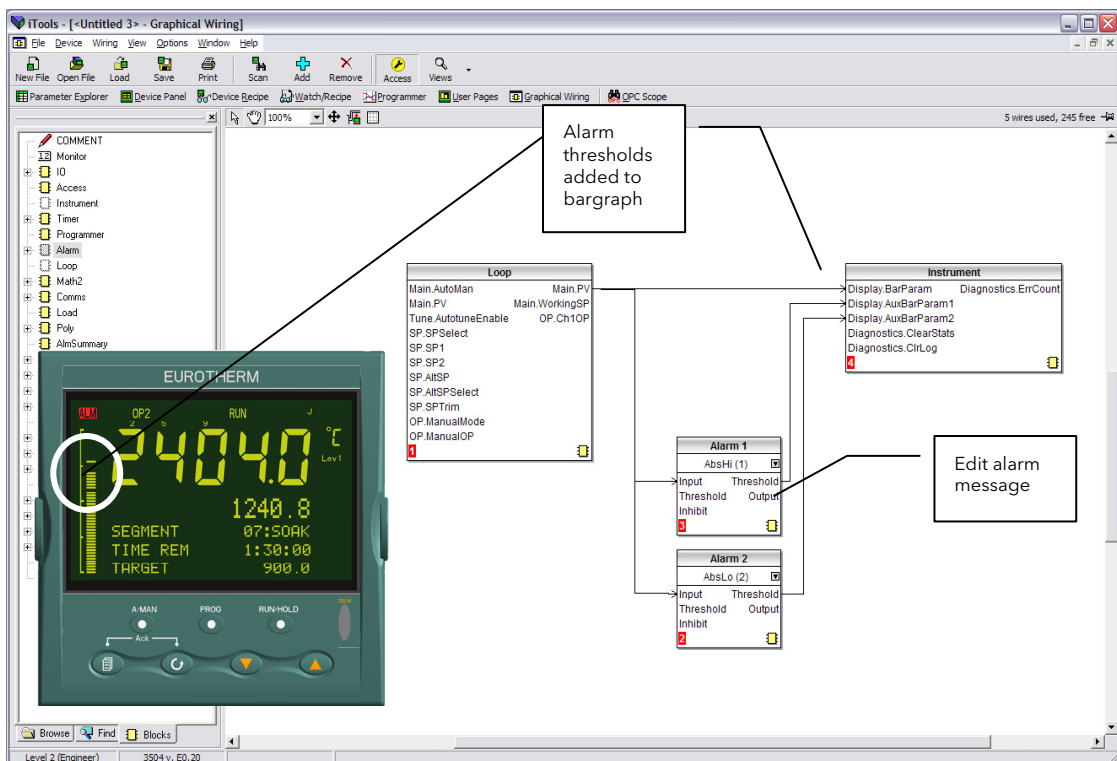 iTools - [<Untitled 3> - Graphical Wiring]
File Device Wiring View Options Window Help
New File Open File Load Save Print Scan Add Remove Access Views
Parameter Explorer Device Panel Device Recipe Watch/Recipe Programmer User Pages Graphical Wiring OPC Scope
100%
5 wires used, 245 free
COMMENT
12 Monitor
IO
Access
Instrument
Timer
Programmer
Alarm
Loop
Math2
Comms
Load
Poly
AlmSummary
Alarm
thresholds
added to
bargraph
Loop
Main.AutoMan Main.PV
Main.PV Main.WorkingSP
Tune.AutotuneEnable OP.Ch1OP
SP.SPSelect
SP.SP1
SP.SP2
SP.AltSP
SP.AltSPSelect
SP.SPTrim
OP.ManualMode
OP.ManualOP
1
Instrument
Display.BarParam Diagnostics.ErrCount
Display.AuxBarParam1
Display.AuxBarParam2
Diagnostics.ClearStats
Diagnostics.ClrLog
4
Alarm 1
AbsHi (1)
Input Threshold
Threshold Output
Inhibit
3
Alarm 2
AbsLo (2)
Input Threshold
Threshold Output
Inhibit
2
Edit alarm
message
EUROTHERM
ALM OP2 RUN J
2 6 9
2404.0 °C
Lev1
1240.8
SEGMENT 07:SOAK
TIME REM 1:30:00
TARGET 900.0
3504
A-MAN PROG RUN/HOLD
Ack
Browse Find Blocks
Level 2 (Engineer) 3504 v. E0.20